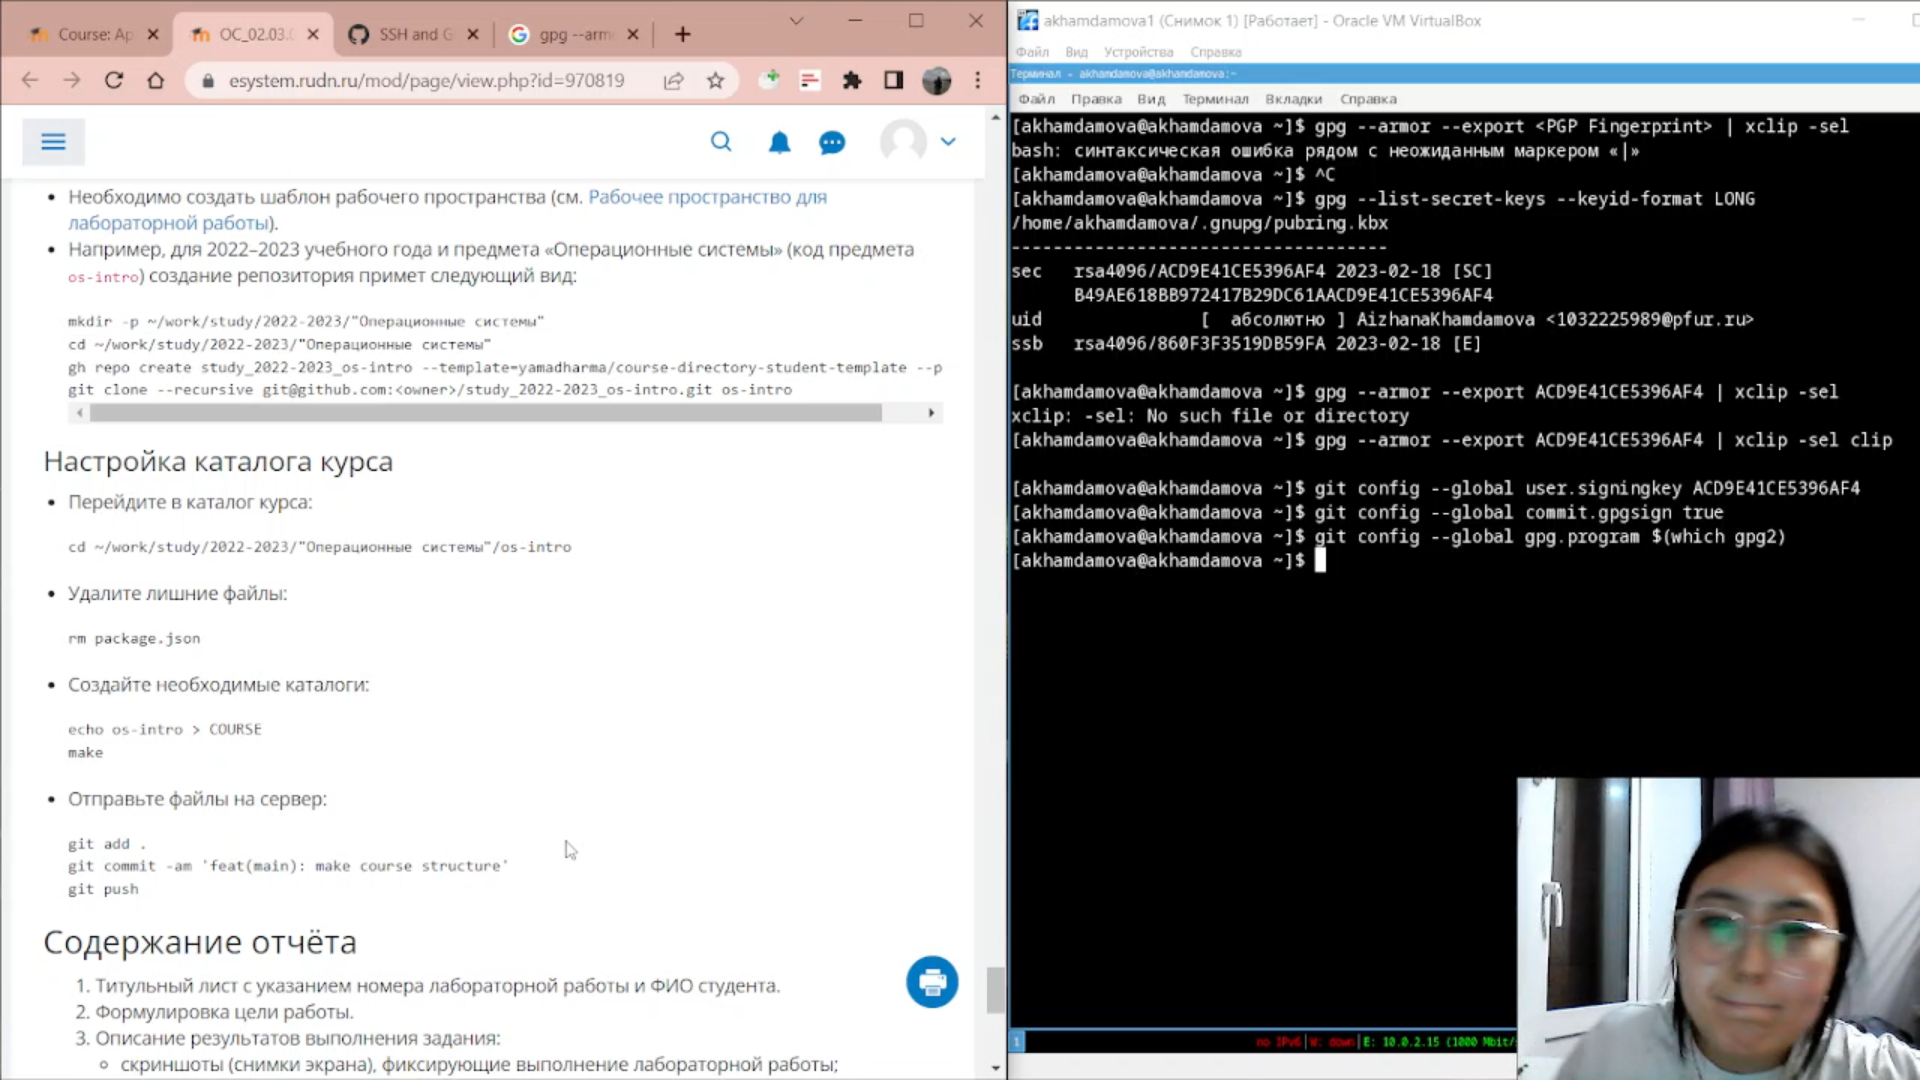 Course: Ap
OC_02.03.0
SSH and G
gpg --arm
esystem.rudn.ru/mod/page/view.php?id=970819
Необходимо создать шаблон рабочего пространства (см. Рабочее пространство для
лабораторной работы).
Например, для 2022–2023 учебного года и предмета «Операционные системы» (код предмета
os-intro) создание репозитория примет следующий вид:
mkdir -p ~/work/study/2022-2023/"Операционные системы"
cd ~/work/study/2022-2023/"Операционные системы"
gh repo create study_2022-2023_os-intro --template=yamadharma/course-directory-student-template --p
git clone --recursive git@github.com:<owner>/study_2022-2023_os-intro.git os-intro
Настройка каталога курса
Перейдите в каталог курса:
cd ~/work/study/2022-2023/"Операционные системы"/os-intro
Удалите лишние файлы:
rm package.json
Создайте необходимые каталоги:
echo os-intro > COURSE
make
Отправьте файлы на сервер:
git add .
git commit -am 'feat(main): make course structure'
git push
Содержание отчёта
1. Титульный лист с указанием номера лабораторной работы и ФИО студента.
2. Формулировка цели работы.
3. Описание результатов выполнения задания:
скриншоты (снимки экрана), фиксирующие выполнение лабораторной работы;
akhamdamova1 (Снимок 1) [Работает] - Oracle VM VirtualBox
Файл Вид Устройства Справка
Терминал - akhamdamova@akhamdamova:~
Файл Правка Вид Терминал Вкладки Справка
[akhamdamova@akhamdamova ~]$ gpg --armor --export <PGP Fingerprint> | xclip -sel
bash: синтаксическая ошибка рядом с неожиданным маркером «|»
[akhamdamova@akhamdamova ~]$ ^C
[akhamdamova@akhamdamova ~]$ gpg --list-secret-keys --keyid-format LONG
/home/akhamdamova/.gnupg/pubring.kbx
-----------------------------------
sec   rsa4096/ACD9E41CE5396AF4 2023-02-18 [SC]
B49AE618BB972417B29DC61AACD9E41CE5396AF4
uid   [ абсолютно ] AizhanaKhamdamova <1032225989@pfur.ru>
ssb   rsa4096/860F3F3519DB59FA 2023-02-18 [E]
[akhamdamova@akhamdamova ~]$ gpg --armor --export ACD9E41CE5396AF4 | xclip -sel
xclip: -sel: No such file or directory
[akhamdamova@akhamdamova ~]$ gpg --armor --export ACD9E41CE5396AF4 | xclip -sel clip
[akhamdamova@akhamdamova ~]$ git config --global user.signingkey ACD9E41CE5396AF4
[akhamdamova@akhamdamova ~]$ git config --global commit.gpgsign true
[akhamdamova@akhamdamova ~]$ git config --global gpg.program $(which gpg2)
[akhamdamova@akhamdamova ~]$
1
no IPv6|W: down|E: 10.0.2.15 (1000 Mbit/s